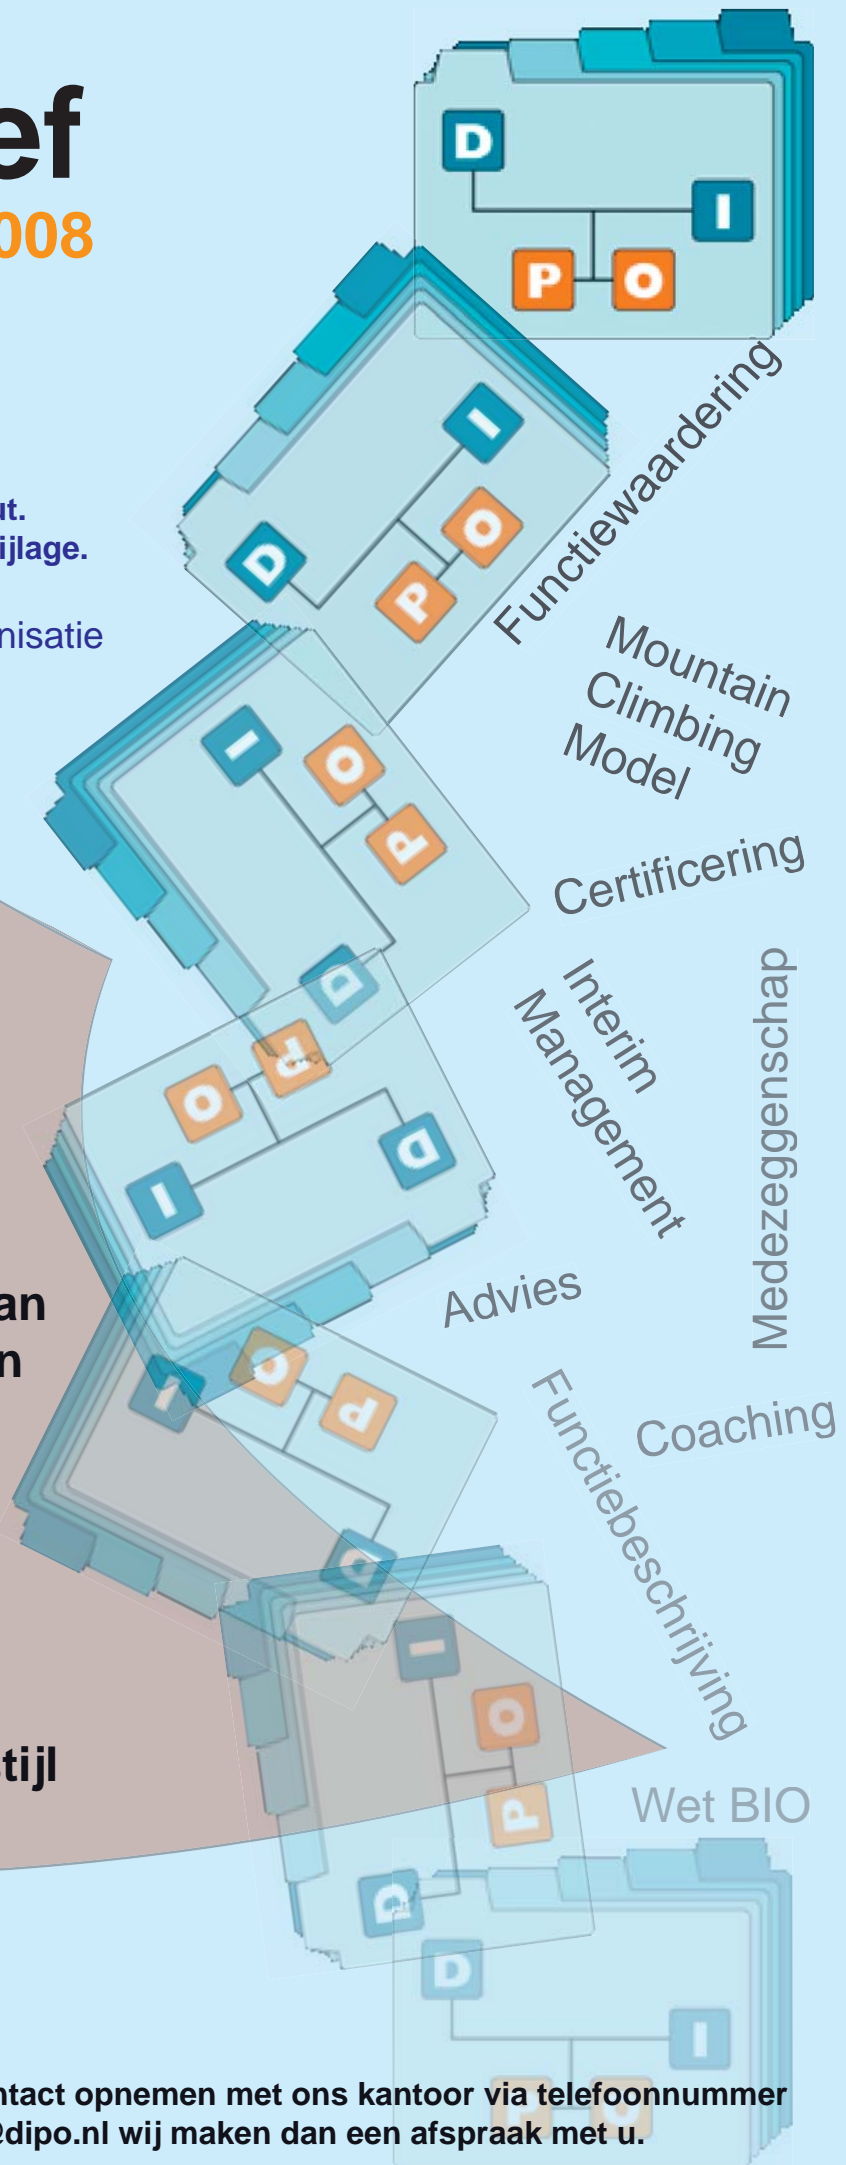 ef
008
D
I
P O
ut.
ijlage.
nisatie
I
D
O
P
Functiewaardering
Mountain
Climbing
Model
I
O
P
D
Certificering
Interim
Management
Medezeggenschap
P
O
D
I
an
n
Advies
I
O
P
D
Coaching
Functiebeschrijving
I
O
P
D
tijl
Wet BIO
D
I
P O
ntact opnemen met ons kantoor via telefoonnummer
@dipo.nl wij maken dan een afspraak met u.